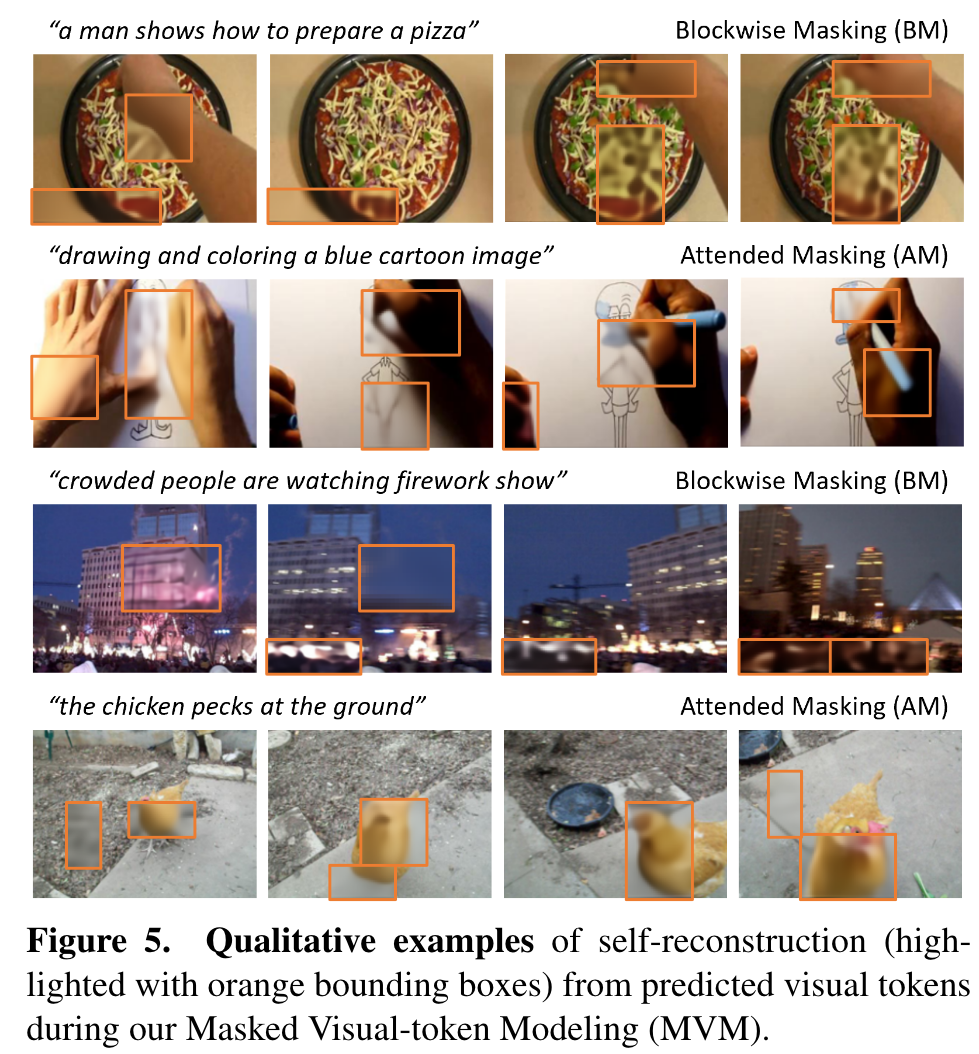 “a man shows how to prepare a pizza”
Blockwise Masking (BM)
“drawing and coloring a blue cartoon image”
Attended Masking (AM)
“crowded people are watching firework show”
Blockwise Masking (BM)
“the chicken pecks at the ground”
Attended Masking (AM)
Figure 5. Qualitative examples of self-reconstruction (high-
lighted with orange bounding boxes) from predicted visual tokens
during our Masked Visual-token Modeling (MVM).